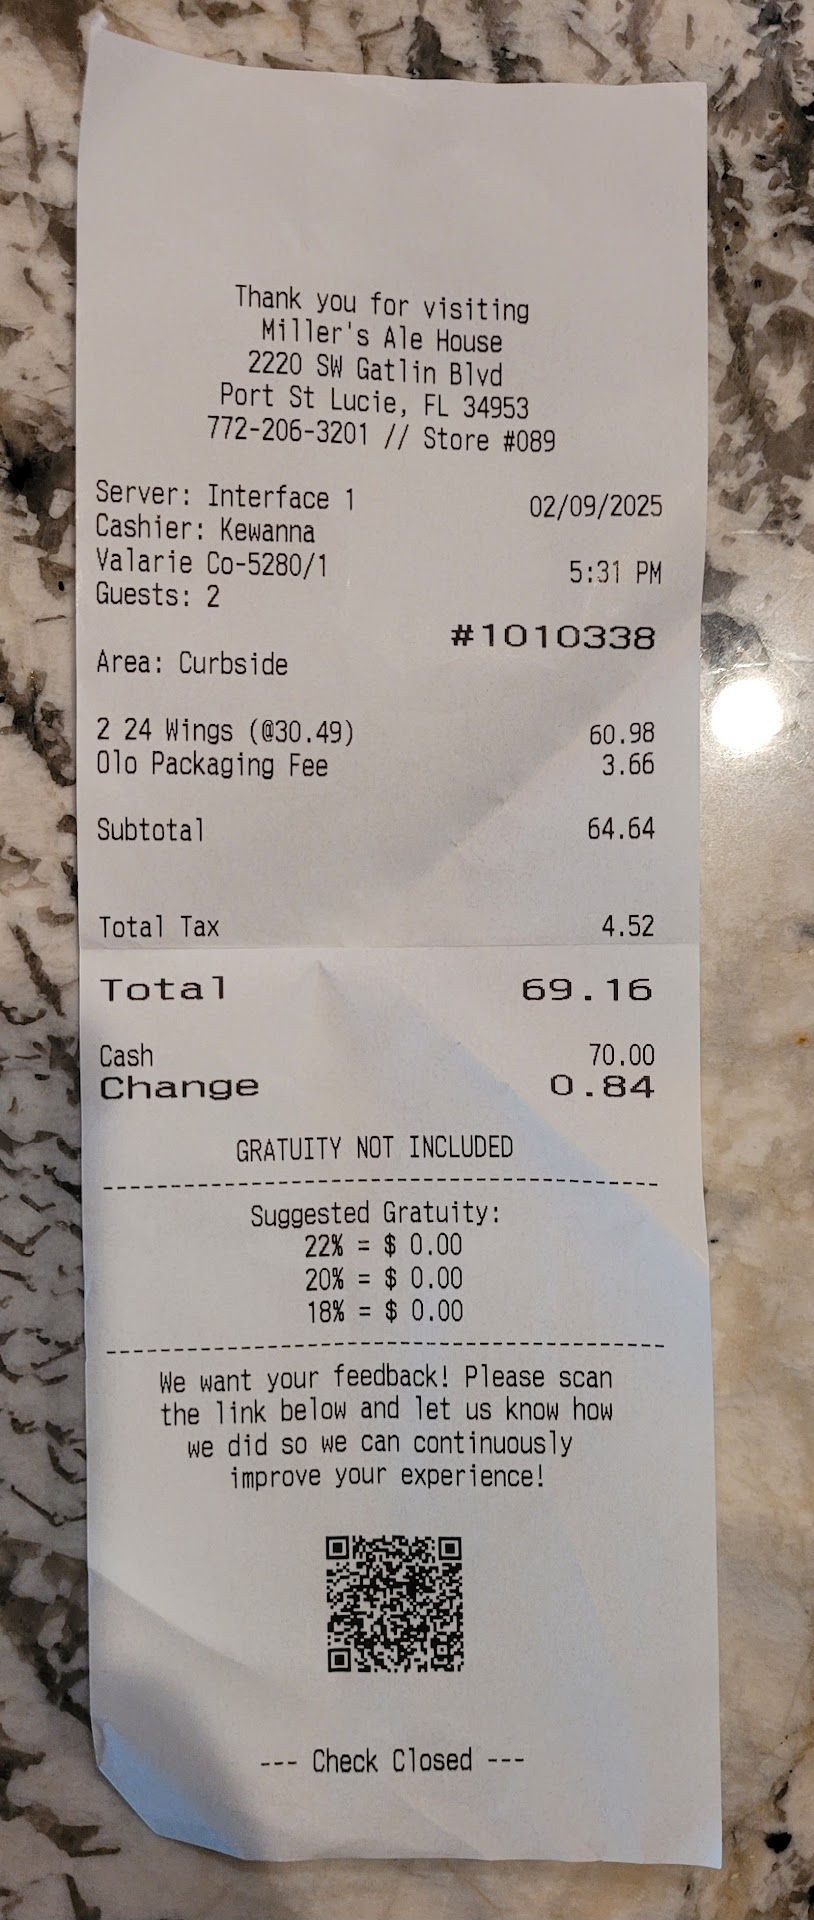 Thank you for visiting
Miller's Ale House
2220 SW Gatlin Blvd
Port St Lucie, FL 34953
772-206-3201 // Store #089
Server: Interface 1 02/09/2025
Cashier: Kewanna
Valarie Co-5280/1 5:31 PM
Guests: 2
#1010338
Area: Curbside
2 24 Wings (@30.49) 60.98
Olo Packaging Fee 3.66
Subtotal 64.64
Total Tax 4.52
Total 69.16
Cash 70.00
Change 0.84
GRATUITY NOT INCLUDED
Suggested Gratuity:
22% = $ 0.00
20% = $ 0.00
18% = $ 0.00
We want your feedback! Please scan
the link below and let us know how
we did so we can continuously
improve your experience!
--- Check Closed ---